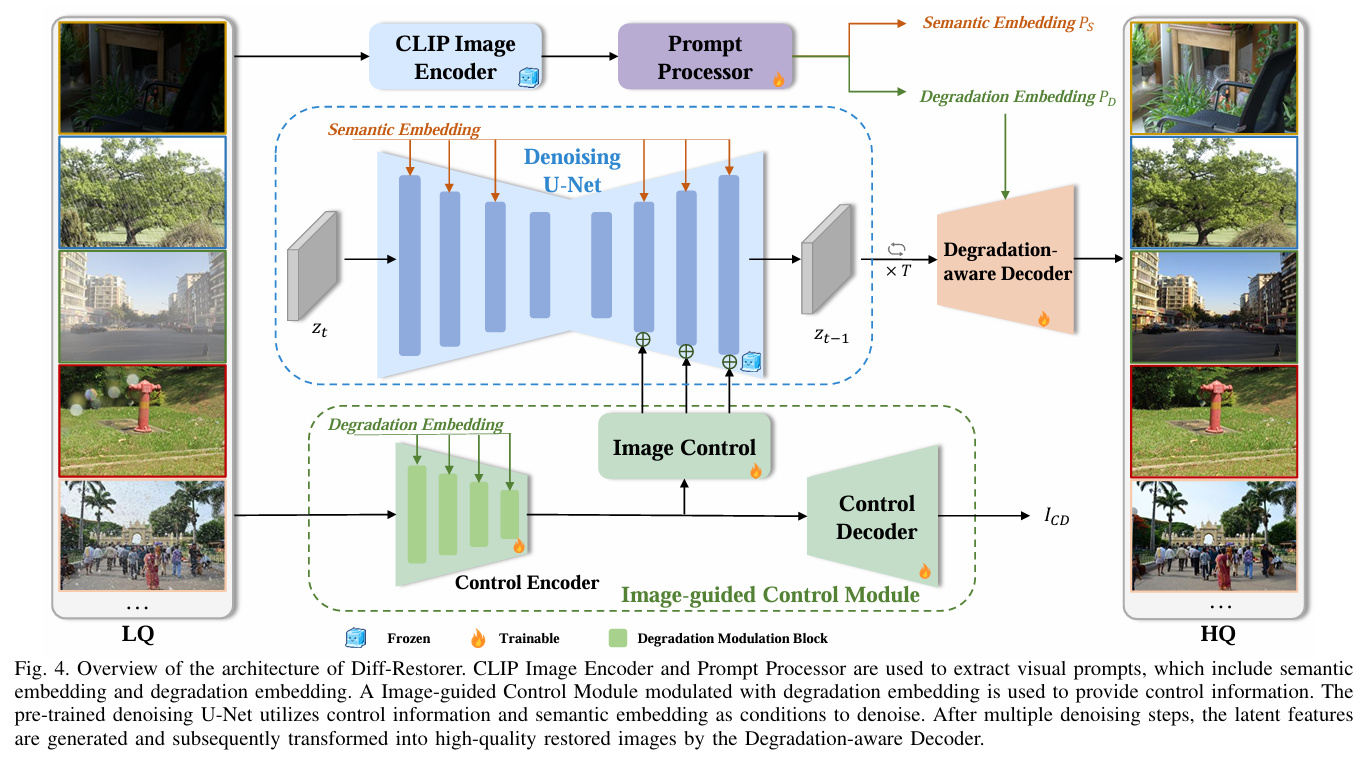 CLIP Image
Encoder
Prompt
Processor
Semantic Embedding P_S
Degradation Embedding P_D
Semantic Embedding
Denoising
U-Net
z_t
z_{t−1}
× T
Degradation-
aware Decoder
Degradation Embedding
Image Control
Control
Decoder
I_{CD}
Control Encoder
Image-guided Control Module
...
LQ
...
HQ
Frozen
Trainable
Degradation Modulation Block
Fig. 4. Overview of the architecture of Diff-Restorer. CLIP Image Encoder and Prompt Processor are used to extract visual prompts, which include semantic
embedding and degradation embedding. A Image-guided Control Module modulated with degradation embedding is used to provide control information. The
pre-trained denoising U-Net utilizes control information and semantic embedding as conditions to denoise. After multiple denoising steps, the latent features
are generated and subsequently transformed into high-quality restored images by the Degradation-aware Decoder.